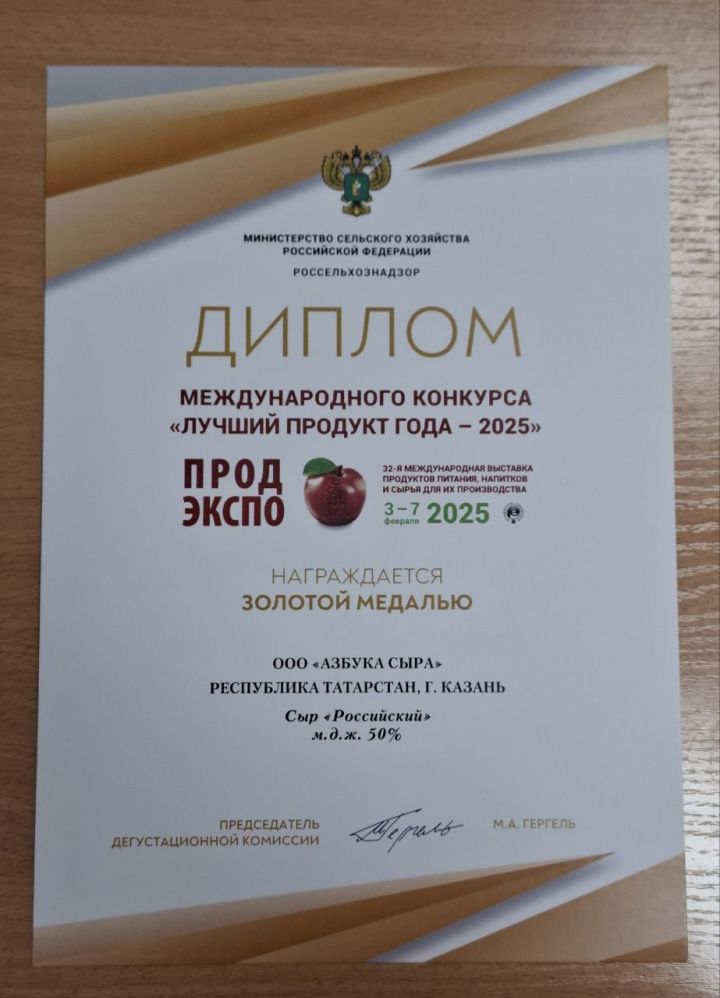 МИНИСТЕРСТВО СЕЛЬСКОГО ХОЗЯЙСТВА
РОССИЙСКОЙ ФЕДЕРАЦИИ
РОССЕЛЬХОЗНАДЗОР
ДИПЛОМ
МЕЖДУНАРОДНОГО КОНКУРСА
«ЛУЧШИЙ ПРОДУКТ ГОДА – 2025»
ПРОД
ЭКСПО
32-Я МЕЖДУНАРОДНАЯ ВЫСТАВКА
ПРОДУКТОВ ПИТАНИЯ, НАПИТКОВ
И СЫРЬЯ ДЛЯ ИХ ПРОИЗВОДСТВА
3–7
февраля
2025
НАГРАЖДАЕТСЯ
ЗОЛОТОЙ МЕДАЛЬЮ
ООО «АЗБУКА СЫРА»
РЕСПУБЛИКА ТАТАРСТАН, Г. КАЗАНЬ
Сыр «Российский»
м.д.ж. 50%
ПРЕДСЕДАТЕЛЬ
ДЕГУСТАЦИОННОЙ КОМИССИИ
МГергель
М.А. ГЕРГЕЛЬ